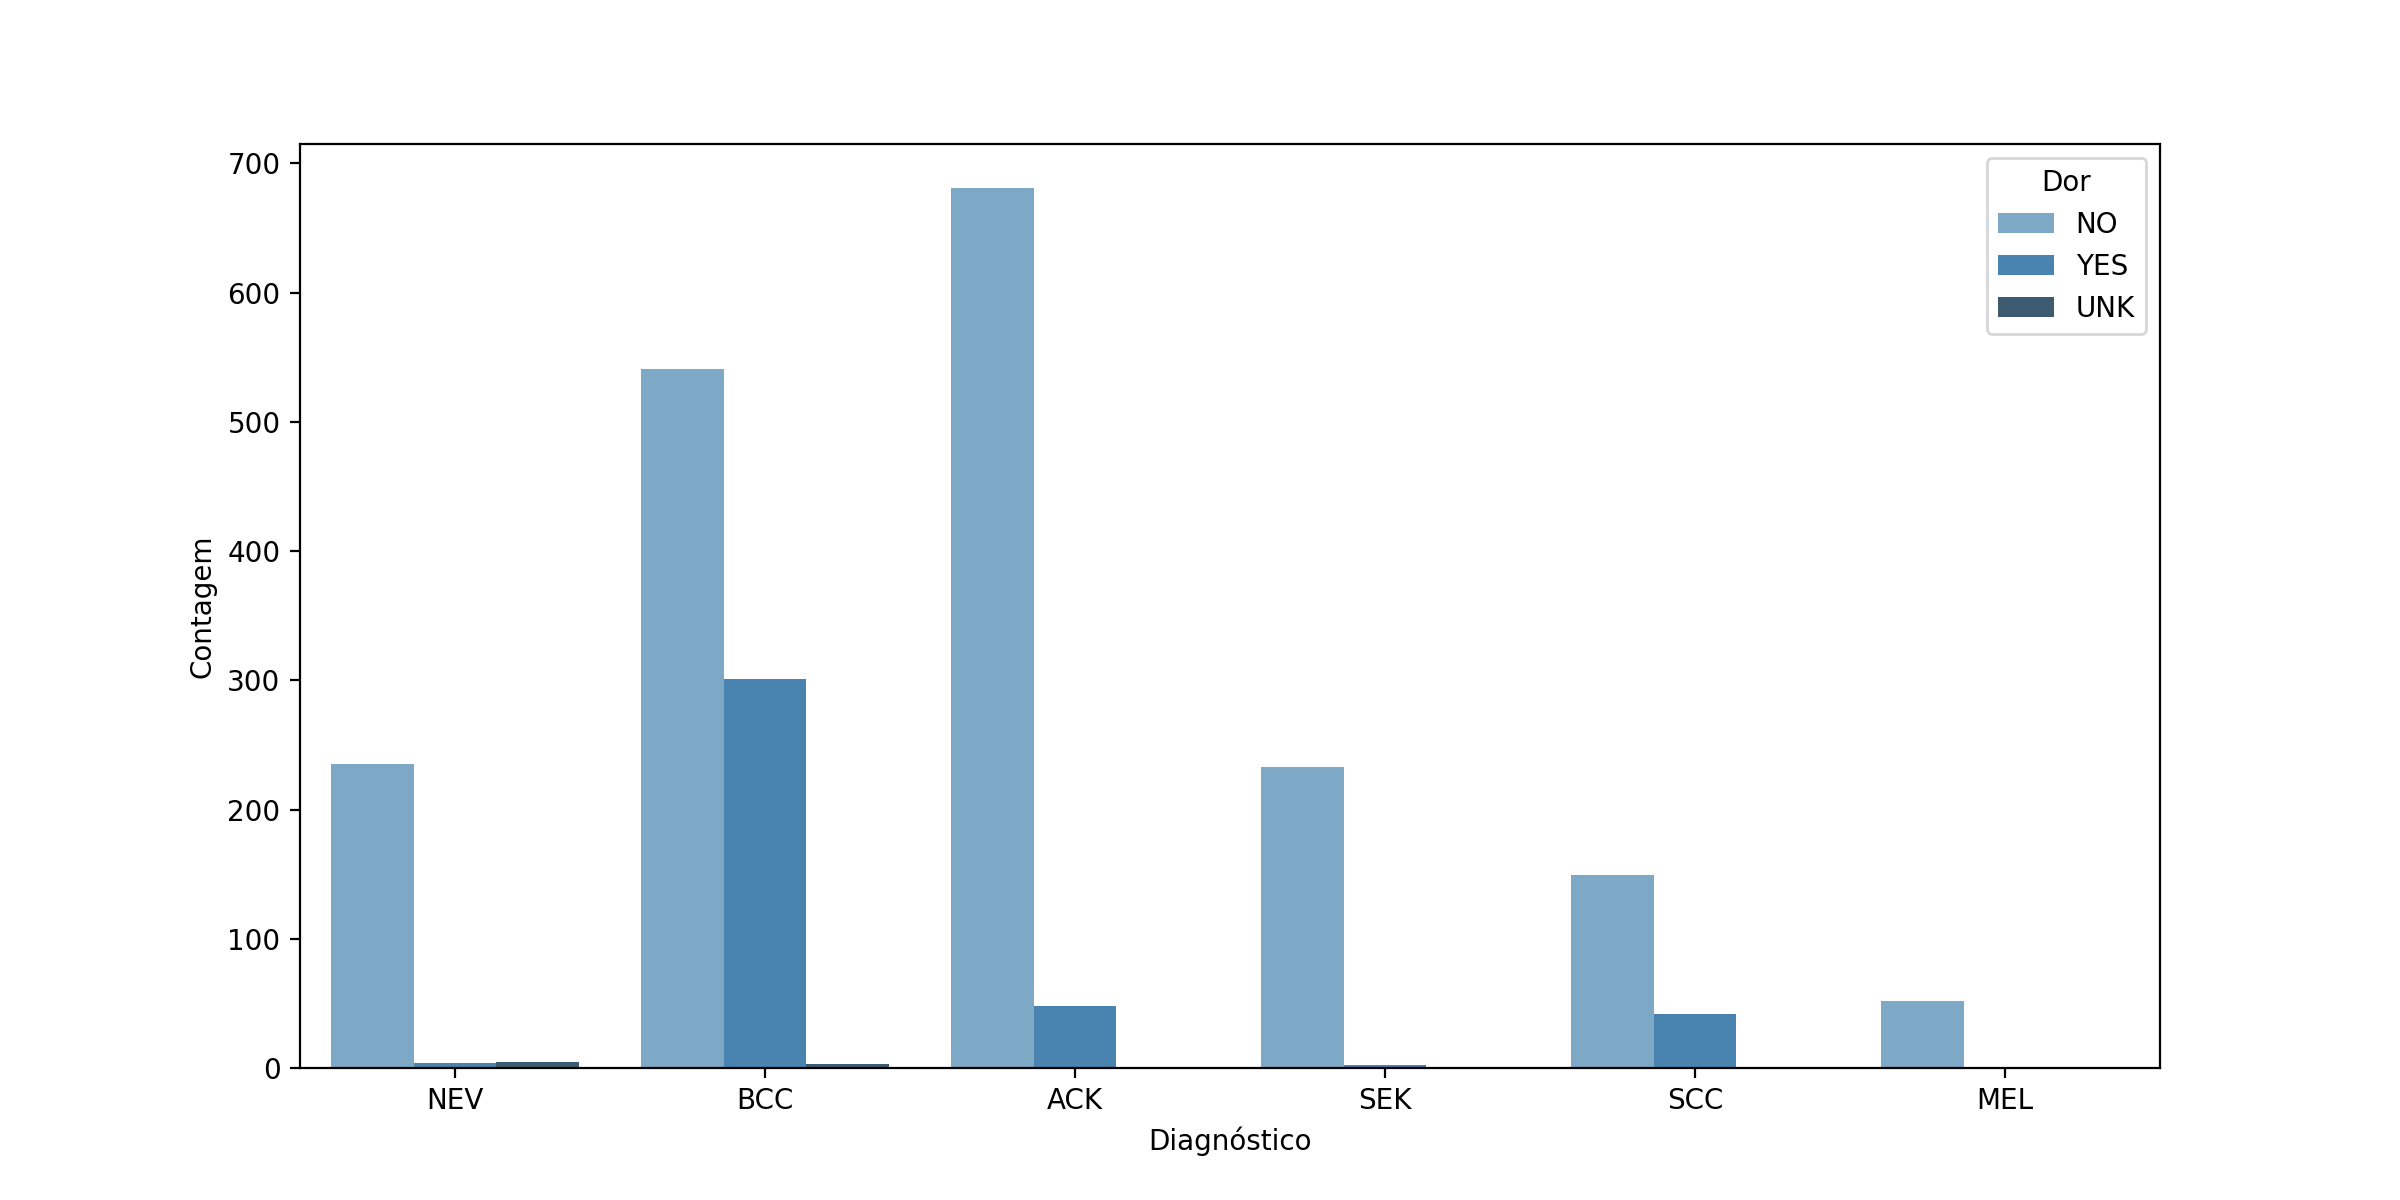 700
600
500
400
300
200
100
0
Contagem
NEV BCC ACK SEK SCC MEL
Diagnóstico
Dor
NO
YES
UNK